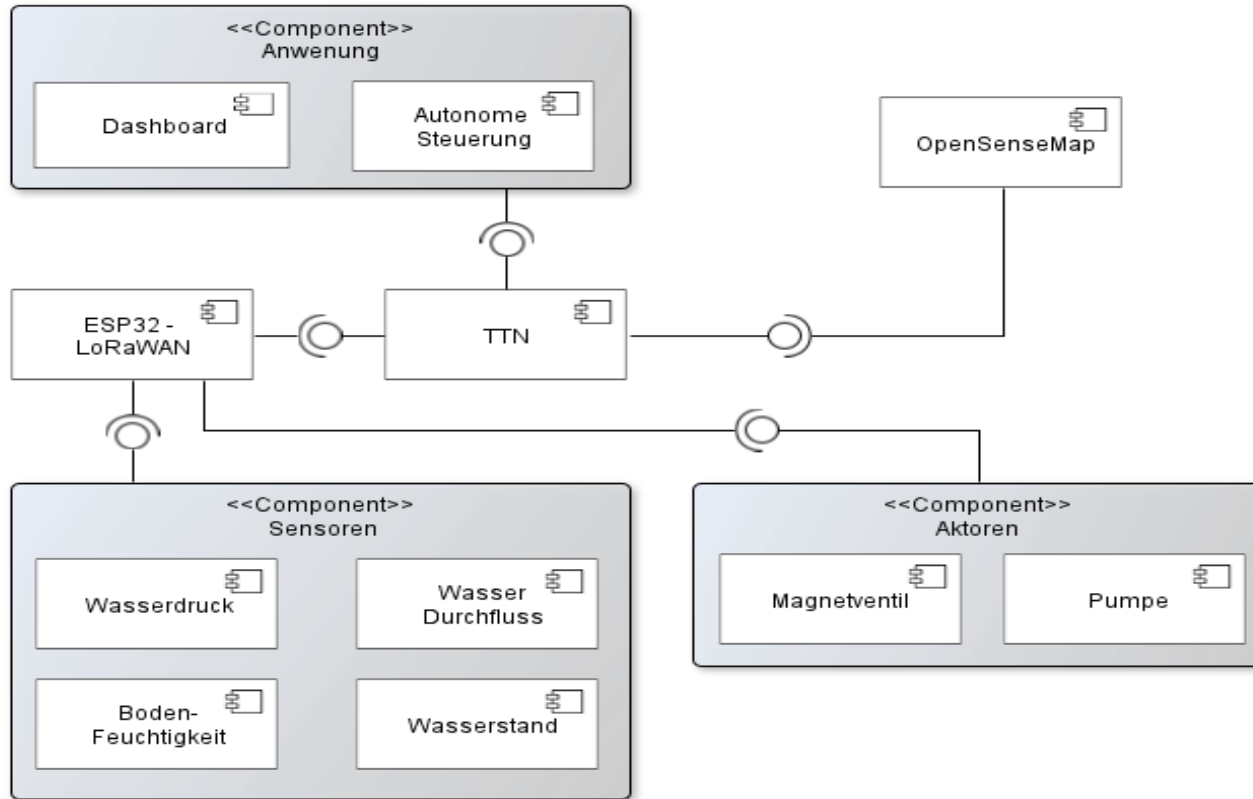 <<Component>>
Anwenung
Dashboard
Autonome
Steuerung
OpenSenseMap
ESP32 -
LoRaWAN
TTN
<<Component>>
Sensoren
Wasserdruck
Wasser
Durchfluss
Boden-
Feuchtigkeit
Wasserstand
<<Component>>
Aktoren
Magnetventil
Pumpe